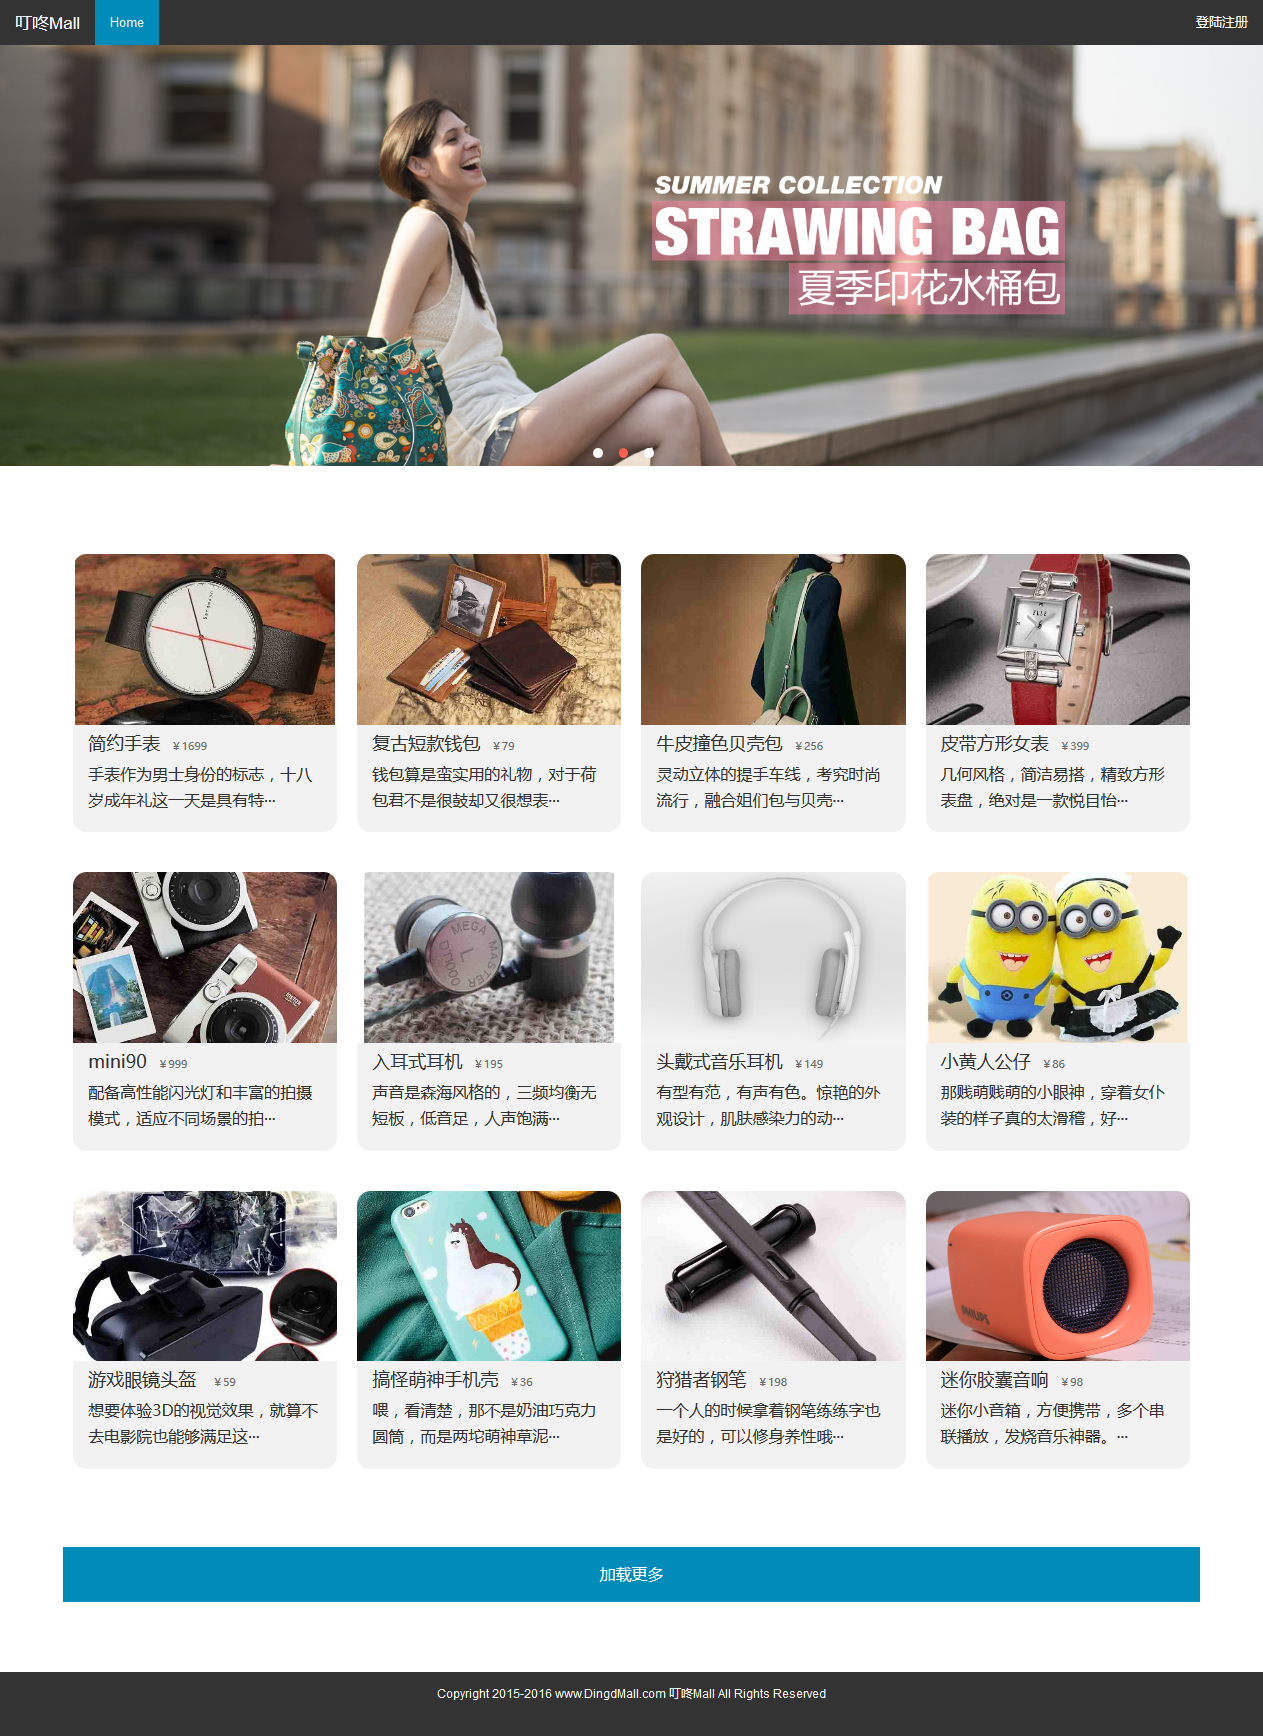 叮咚Mall Home 登陆注册
SUMMER COLLECTION
STRAWING BAG
夏季印花水桶包
简约手表 ￥1699
手表作为男士身份的标志，十八
岁成年礼这一天是具有特···
复古短款钱包 ￥79
钱包算是蛮实用的礼物，对于荷
包君不是很鼓却又很想表···
牛皮撞色贝壳包 ￥256
灵动立体的提手车线，考究时尚
流行，融合姐们包与贝壳···
皮带方形女表 ￥399
几何风格，简洁易搭，精致方形
表盘，绝对是一款悦目怡···
ELLE
mini90 ￥999
配备高性能闪光灯和丰富的拍摄
模式，适应不同场景的拍···
MEGA
L
入耳式耳机 ￥195
声音是森海风格的，三频均衡无
短板，低音足，人声饱满···
头戴式音乐耳机 ￥149
有型有范，有声有色。惊艳的外
观设计，肌肤感染力的动···
小黄人公仔 ￥86
那贱萌贱萌的小眼神，穿着女仆
装的样子真的太滑稽，好···
游戏眼镜头盔 ￥59
想要体验3D的视觉效果，就算不
去电影院也能够满足这···
搞怪萌神手机壳 ￥36
喂，看清楚，那不是奶油巧克力
圆筒，而是两坨萌神草泥···
狩猎者钢笔 ￥198
一个人的时候拿着钢笔练练字也
是好的，可以修身养性哦···
PHILIPS
迷你胶囊音响 ￥98
迷你小音箱，方便携带，多个串
联播放，发烧音乐神器。···
加载更多
Copyright 2015-2016 www.DingdMall.com 叮咚Mall All Rights Reserved